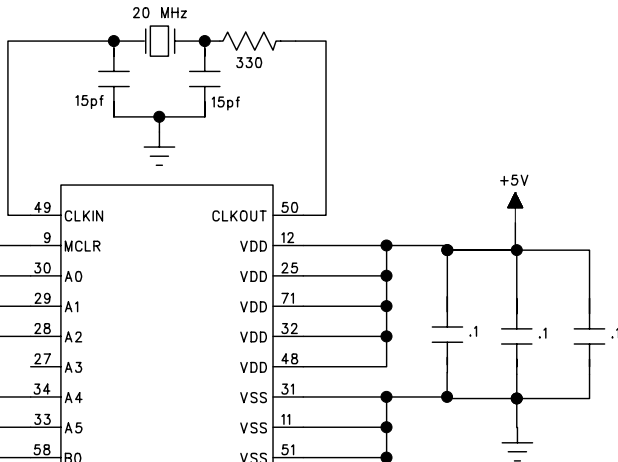 20 MHz
330
15pf
15pf
+5V
49 CLKIN CLKOUT 50
9 MCLR VDD 12
30 A0 VDD 25
29 A1 VDD 71
28 A2 VDD 32
.1 .1 .1
27 A3 VDD 48
34 A4 VSS 31
33 A5 VSS 11
58 B0 VSS 51